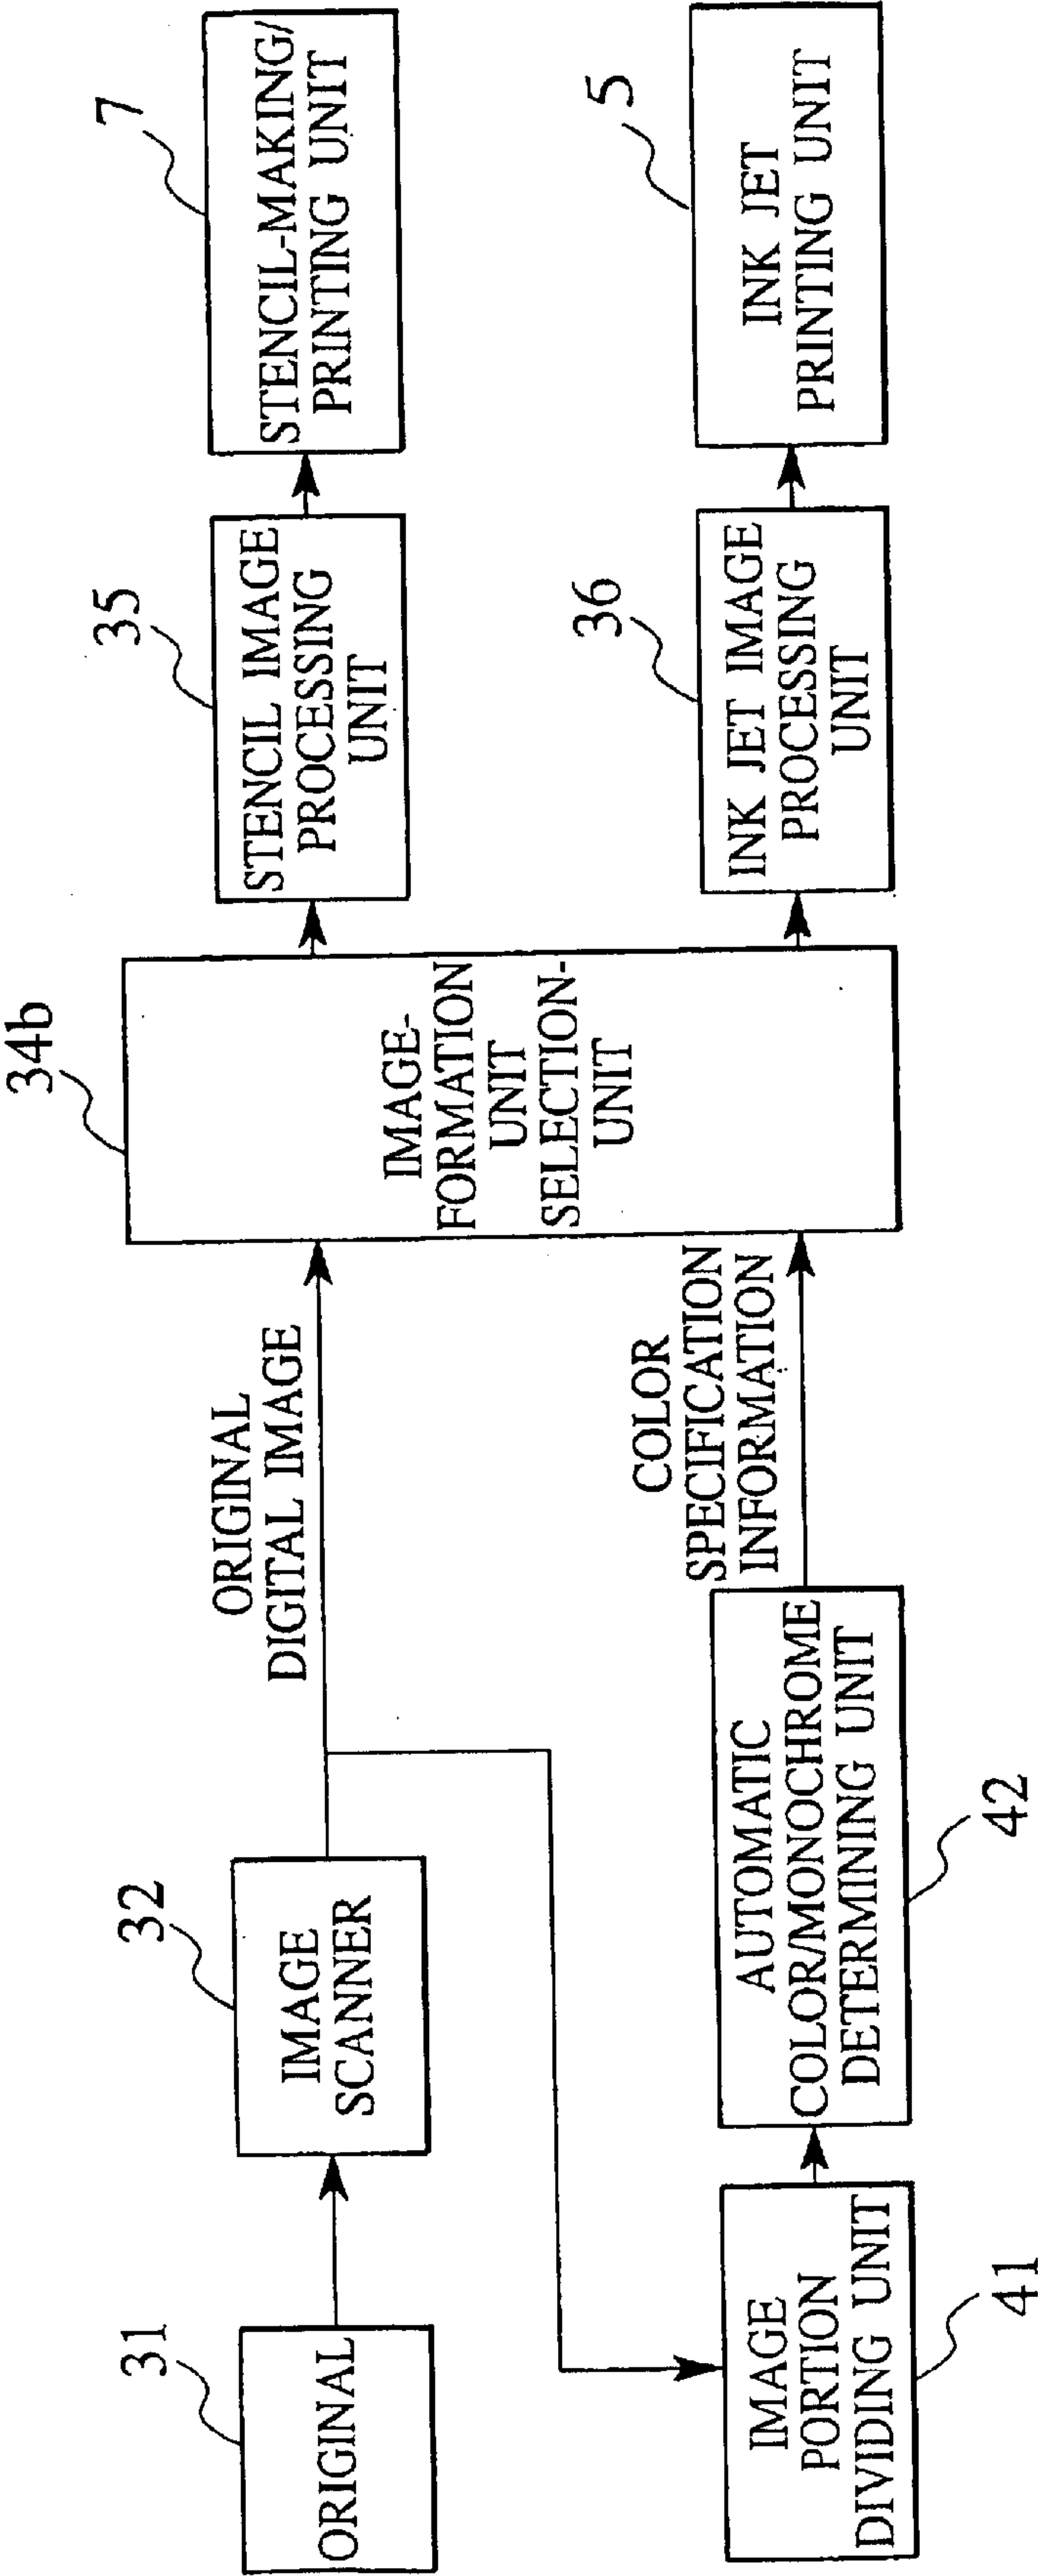 31
ORIGINAL
32
IMAGE
SCANNER
ORIGINAL
DIGITAL IMAGE
34b
IMAGE-
FORMATION
UNIT
SELECTION-
UNIT
35
STENCIL IMAGE
PROCESSING
UNIT
7
STENCIL-MAKING/
PRINTING UNIT
IMAGE
PORTION
DIVIDING UNIT
41
AUTOMATIC
COLOR/MONOCHROME
DETERMINING UNIT
42
COLOR
SPECIFICATION
INFORMATION
36
INK JET IMAGE
PROCESSING
UNIT
5
INK JET
PRINTING UNIT